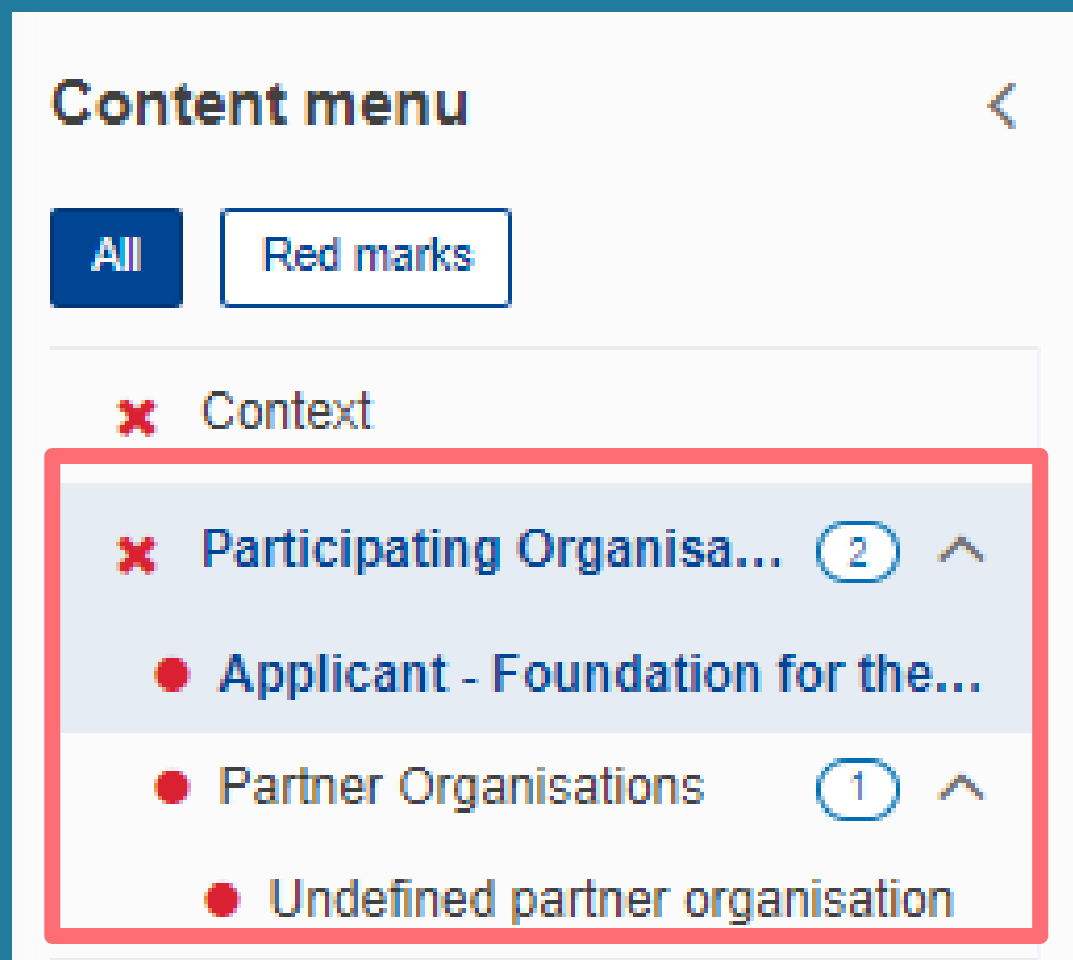 Content menu
All Red marks
Context
Participating Organisa... 2
Applicant - Foundation for the...
Partner Organisations 1
Undefined partner organisation